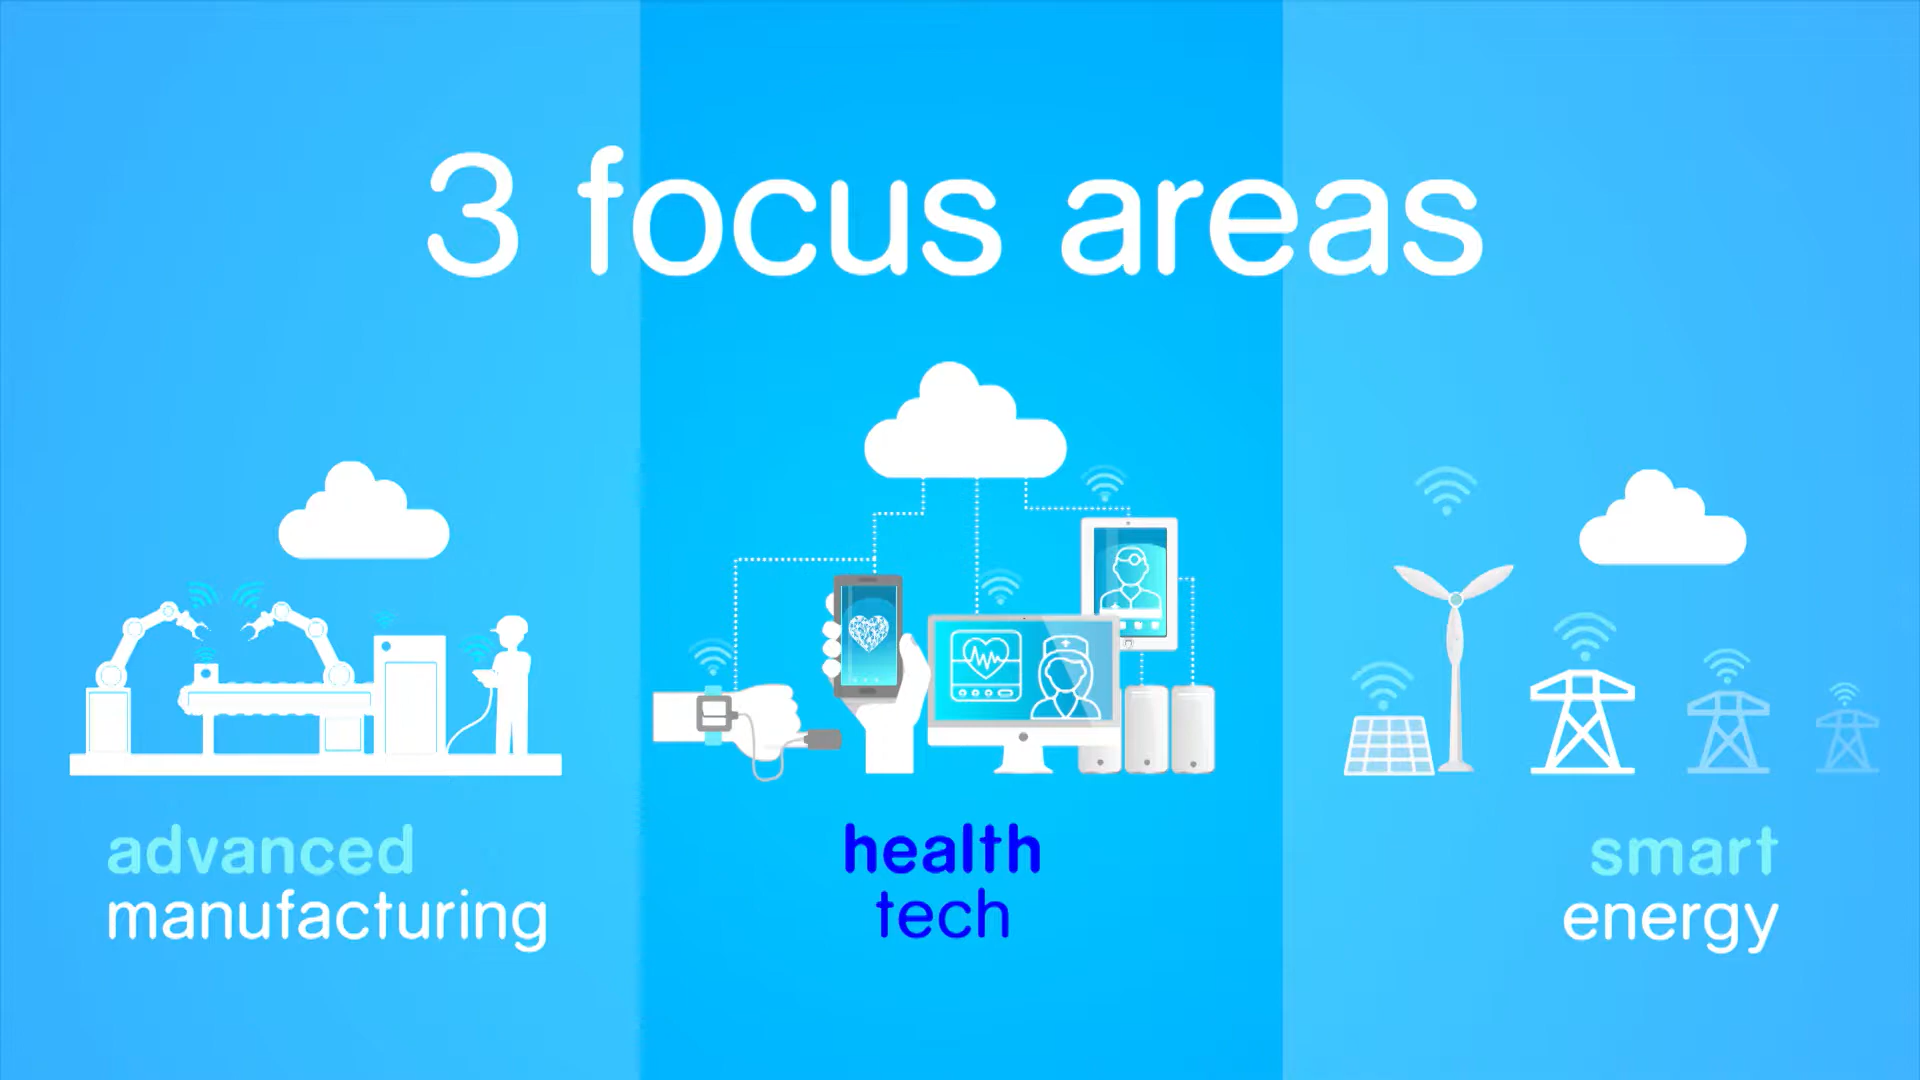 3 focus areas
advanced
manufacturing
health
tech
smart
energy